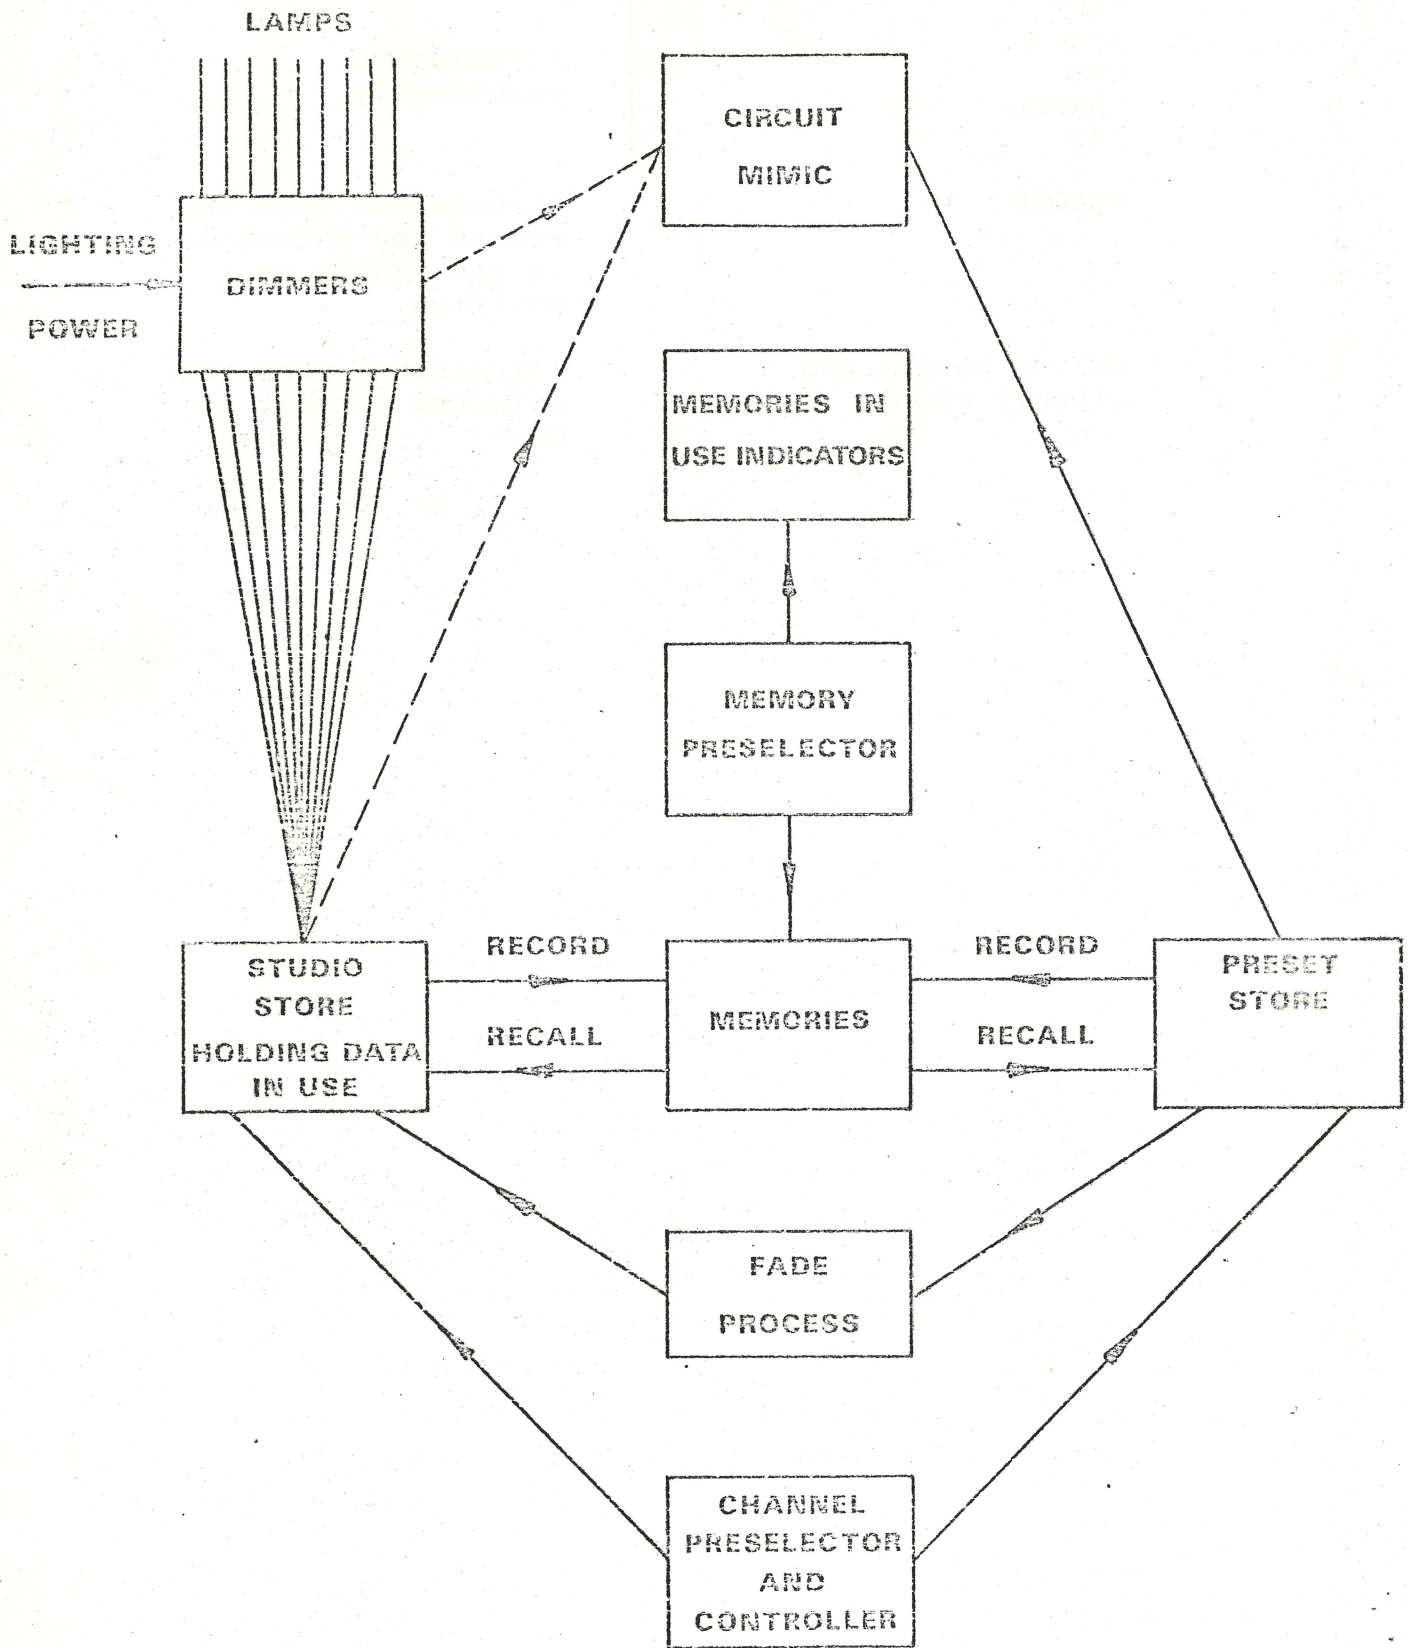 LAMPS
CIRCUIT
MIMIC
LIGHTING
POWER
DIMMERS
MEMORIES IN
USE INDICATORS
MEMORY
PRESELECTOR
STUDIO
STORE
HOLDING DATA
IN USE
RECORD
RECALL
MEMORIES
RECORD
RECALL
PRESET
STORE
FADE
PROCESS
CHANNEL
PRESELECTOR
AND
CONTROLLER